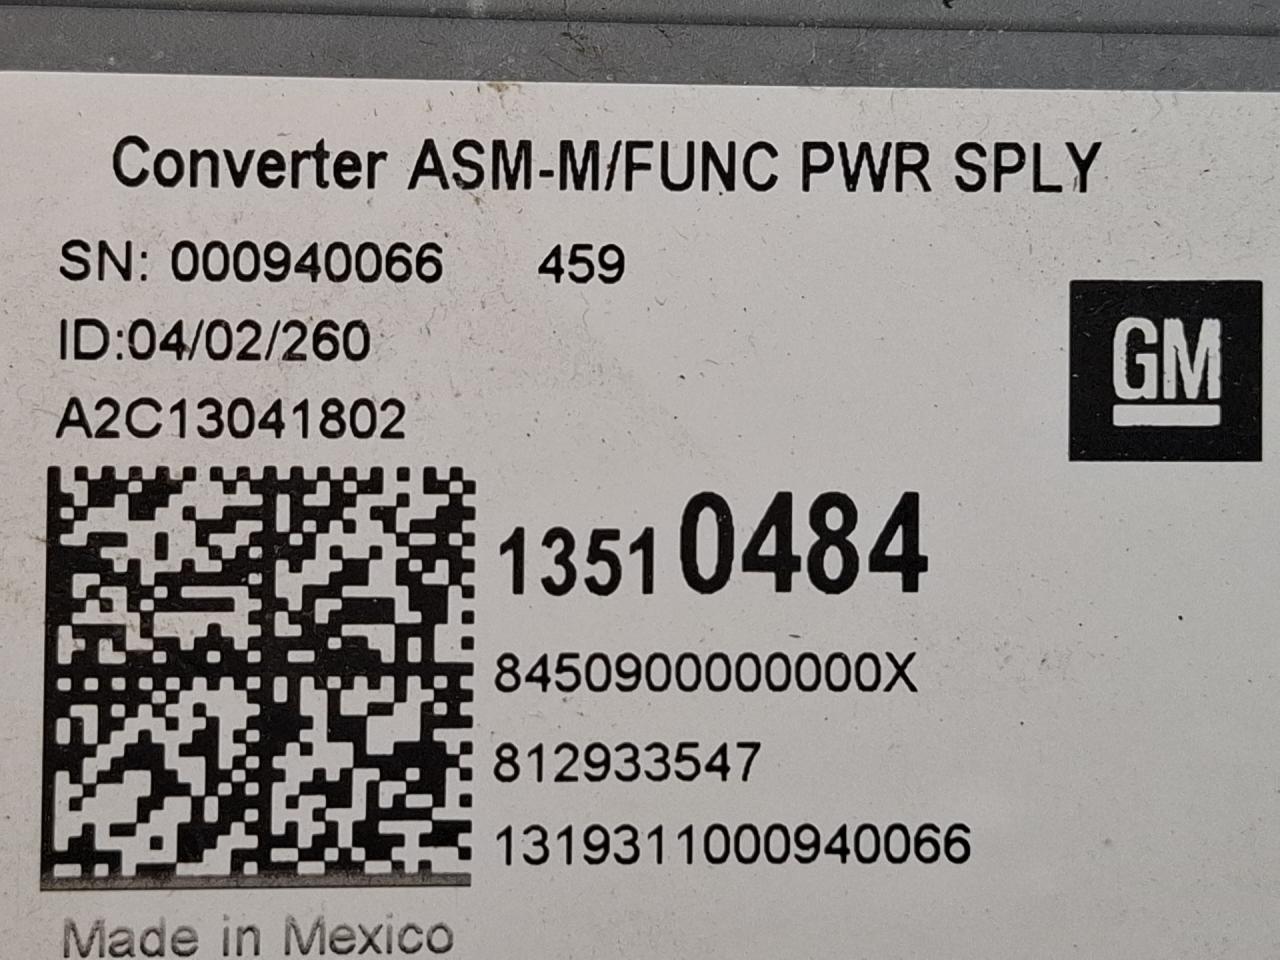 Converter ASM-M/FUNC PWR SPLY
SN: 000940066 459
ID:04/02/260
A2C13041802
GM
13510484
8450900000000X
812933547
1319311000940066
Made in Mexico